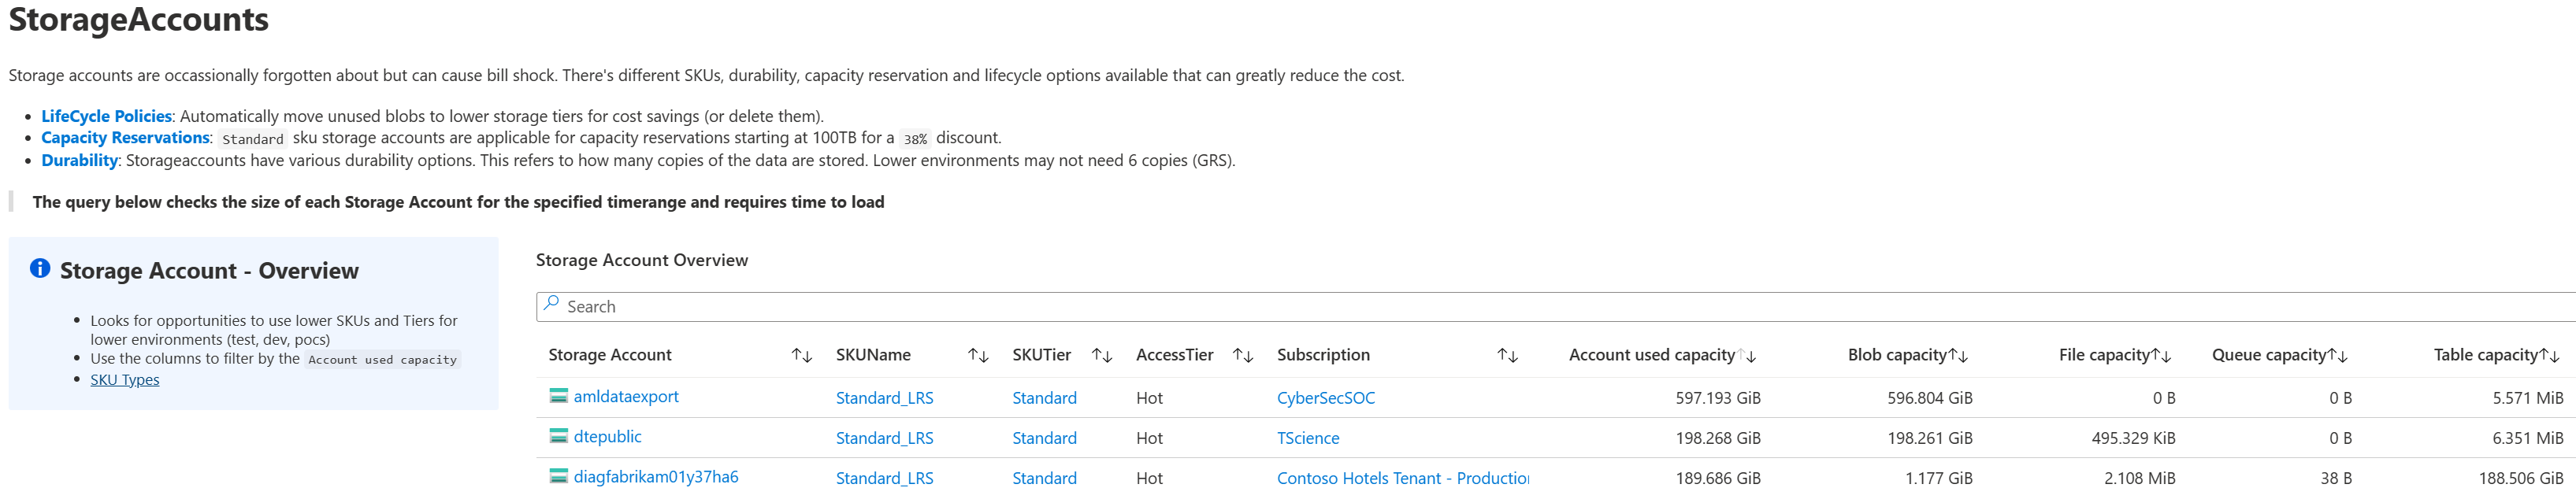 StorageAccounts
Storage accounts are occassionally forgotten about but can cause bill shock. There's different SKUs, durability, capacity reservation and lifecycle options available that can greatly reduce the cost.
• LifeCycle Policies: Automatically move unused blobs to lower storage tiers for cost savings (or delete them).
• Capacity Reservations: Standard sku storage accounts are applicable for capacity reservations starting at 100TB for a 38% discount.
• Durability: Storageaccounts have various durability options. This refers to how many copies of the data are stored. Lower environments may not need 6 copies (GRS).
The query below checks the size of each Storage Account for the specified timerange and requires time to load
Storage Account - Overview
• Looks for opportunities to use lower SKUs and Tiers for
lower environments (test, dev, pocs)
• Use the columns to filter by the Account used capacity
• SKU Types
Storage Account Overview
Search
Storage Account ↑↓ SKUName ↑↓ SKUTier ↑↓ AccessTier ↑↓ Subscription ↑↓ Account used capacity↑↓ Blob capacity↑↓ File capacity↑↓ Queue capacity↑↓ Table capacity↑↓
amldataexport Standard_LRS Standard Hot CyberSecSOC 597.193 GiB 596.804 GiB 0 B 0 B 5.571 MiB
dtepublic Standard_LRS Standard Hot TScience 198.268 GiB 198.261 GiB 495.329 KiB 0 B 6.351 MiB
diagfabrikam01y37ha6 Standard_LRS Standard Hot Contoso Hotels Tenant - Production 189.686 GiB 1.177 GiB 2.108 MiB 38 B 188.506 GiB